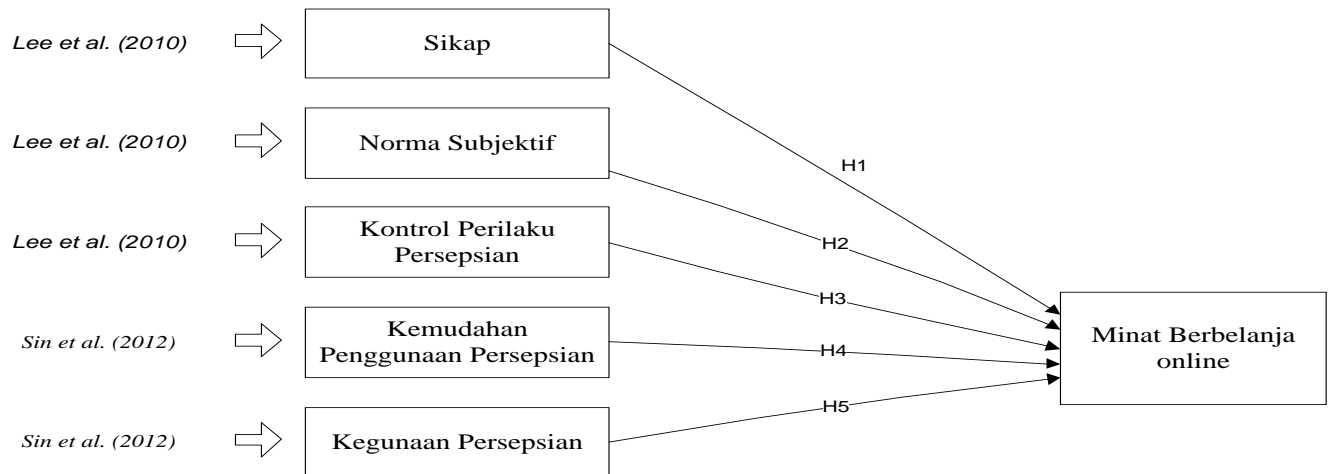 Lee et al. (2010)
Sikap
Lee et al. (2010)
Norma Subjektif
Lee et al. (2010)
Kontrol Perilaku
Persepsian
Sin et al. (2012)
Kemudahan
Penggunaan Persepsian
Sin et al. (2012)
Kegunaan Persepsian
H1
H2
H3
H4
H5
Minat Berbelanja
online